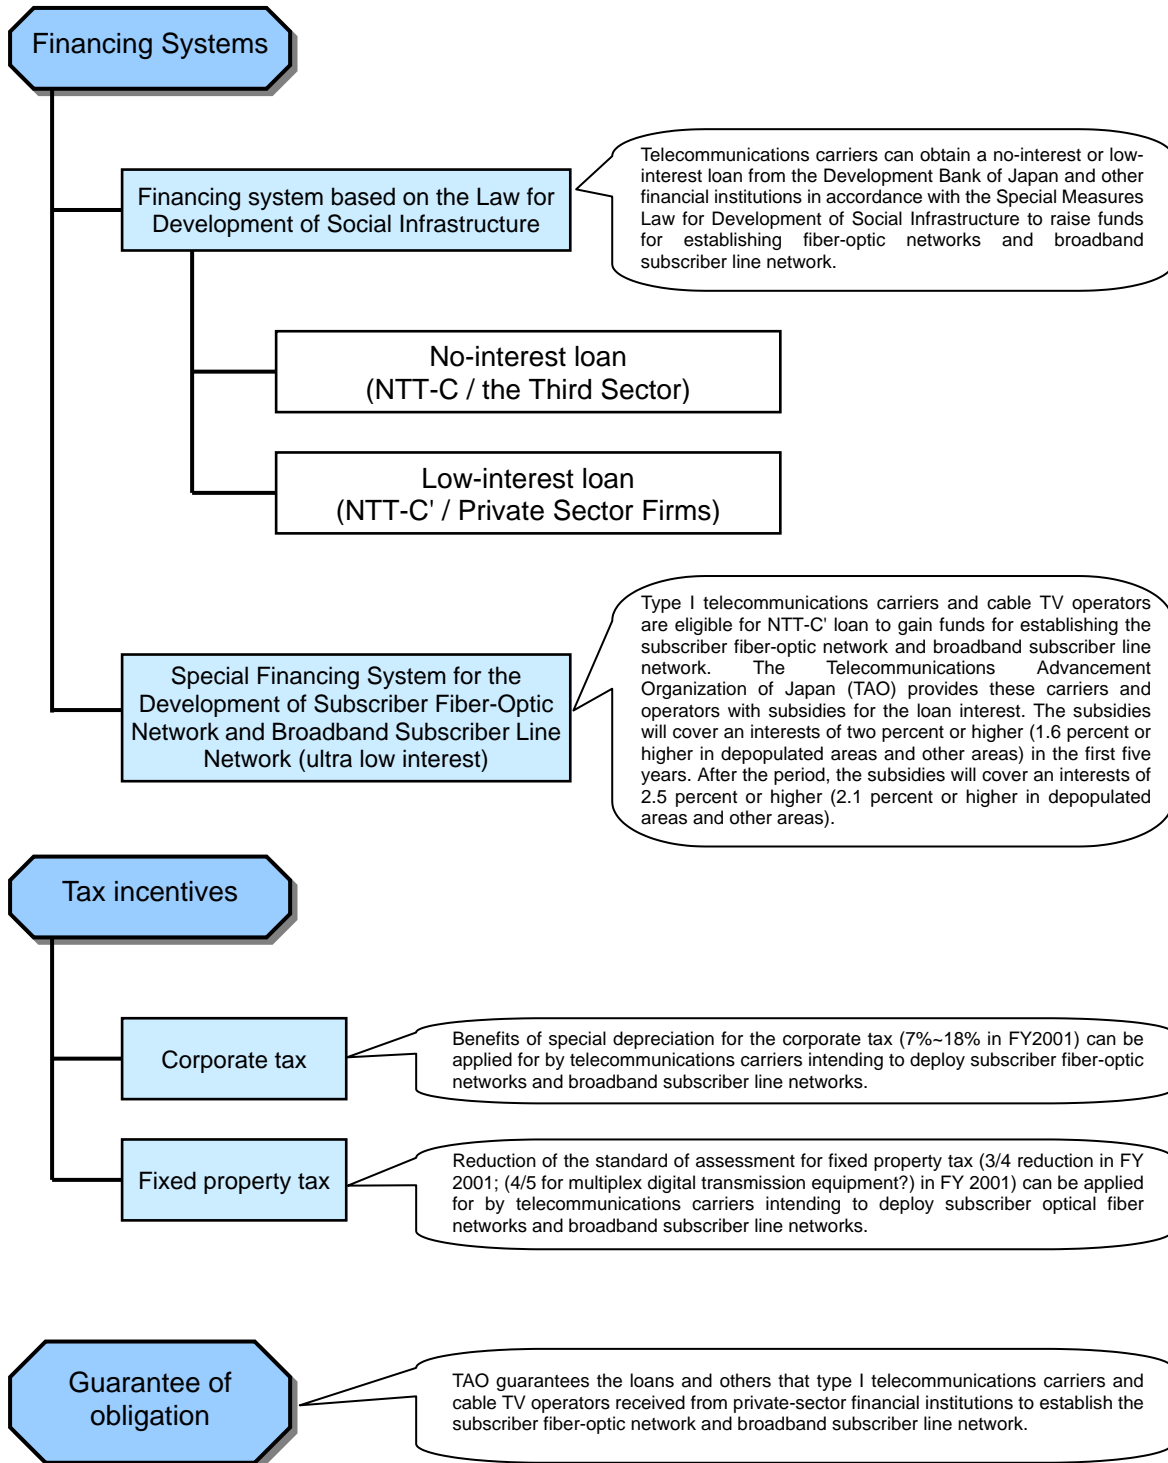 Financing Systems
Telecommunications carriers can obtain a no-interest or low-
interest loan from the Development Bank of Japan and other
financial institutions in accordance with the Special Measures
Law for Development of Social Infrastructure to raise funds
for establishing fiber-optic networks and broadband
subscriber line network.
Financing system based on the Law for
Development of Social Infrastructure
No-interest loan
(NTT-C / the Third Sector)
Low-interest loan
(NTT-C' / Private Sector Firms)
Type I telecommunications carriers and cable TV operators
are eligible for NTT-C' loan to gain funds for establishing the
subscriber fiber-optic network and broadband subscriber line
network. The Telecommunications Advancement
Organization of Japan (TAO) provides these carriers and
operators with subsidies for the loan interest. The subsidies
will cover an interests of two percent or higher (1.6 percent or
higher in depopulated areas and other areas) in the first five
years. After the period, the subsidies will cover an interests of
2.5 percent or higher (2.1 percent or higher in depopulated
areas and other areas).
Special Financing System for the
Development of Subscriber Fiber-Optic
Network and Broadband Subscriber Line
Network (ultra low interest)
Tax incentives
Corporate tax
Benefits of special depreciation for the corporate tax (7%~18% in FY2001) can be
applied for by telecommunications carriers intending to deploy subscriber fiber-optic
networks and broadband subscriber line networks.
Fixed property tax
Reduction of the standard of assessment for fixed property tax (3/4 reduction in FY
2001; (4/5 for multiplex digital transmission equipment?) in FY 2001) can be applied
for by telecommunications carriers intending to deploy subscriber optical fiber
networks and broadband subscriber line networks.
Guarantee of
obligation
TAO guarantees the loans and others that type I telecommunications carriers and
cable TV operators received from private-sector financial institutions to establish the
subscriber fiber-optic network and broadband subscriber line network.